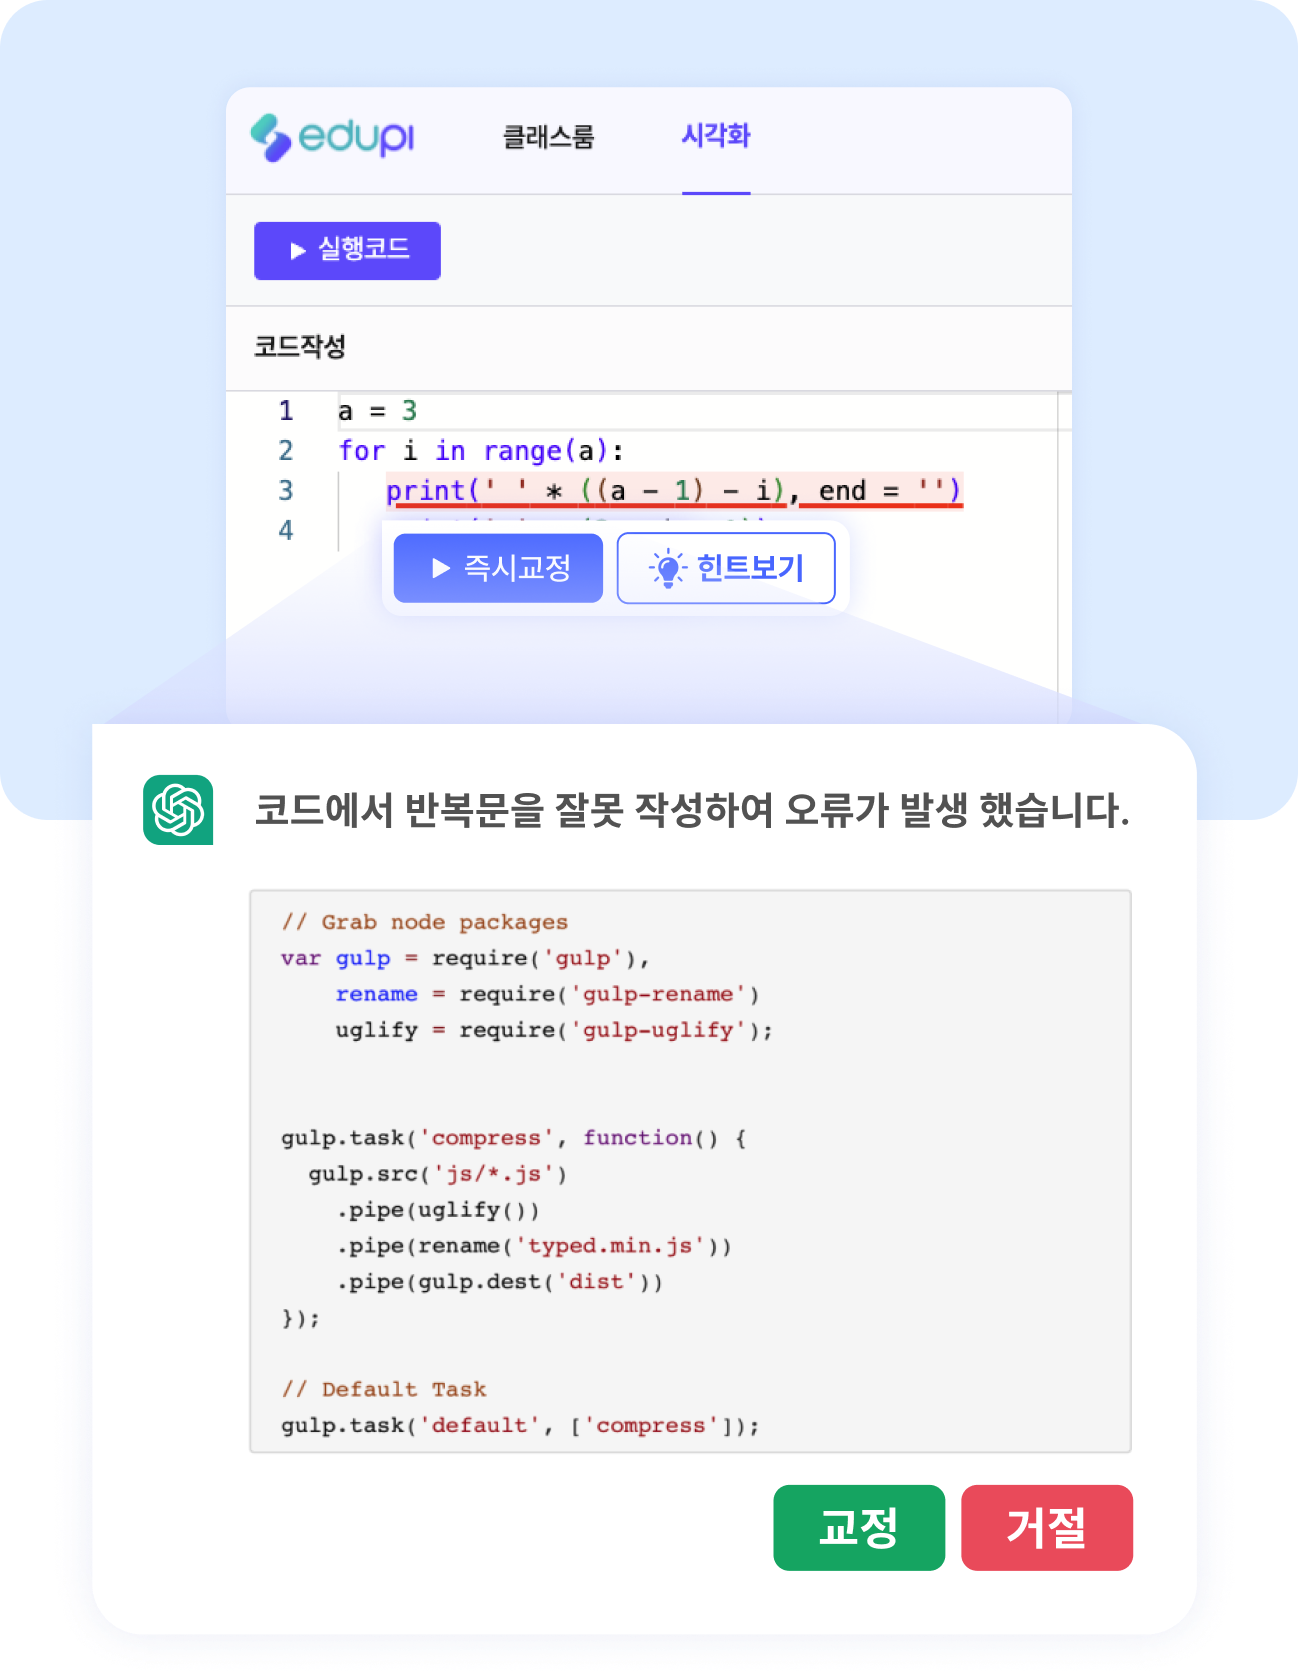 edupi
클래스룸
시각화
실행코드
코드작성
1 a = 3
2 for i in range(a):
3 print(' ' * ((a - 1) - i), end = '')
4
즉시교정
힌트보기
코드에서 반복문을 잘못 작성하여 오류가 발생 했습니다.
// Grab node packages
var gulp = require('gulp'),
rename = require('gulp-rename')
uglify = require('gulp-uglify');
gulp.task('compress', function() {
gulp.src('js/*.js')
.pipe(uglify())
.pipe(rename('typed.min.js'))
.pipe(gulp.dest('dist'))
});
// Default Task
gulp.task('default', ['compress']);
교정
거절